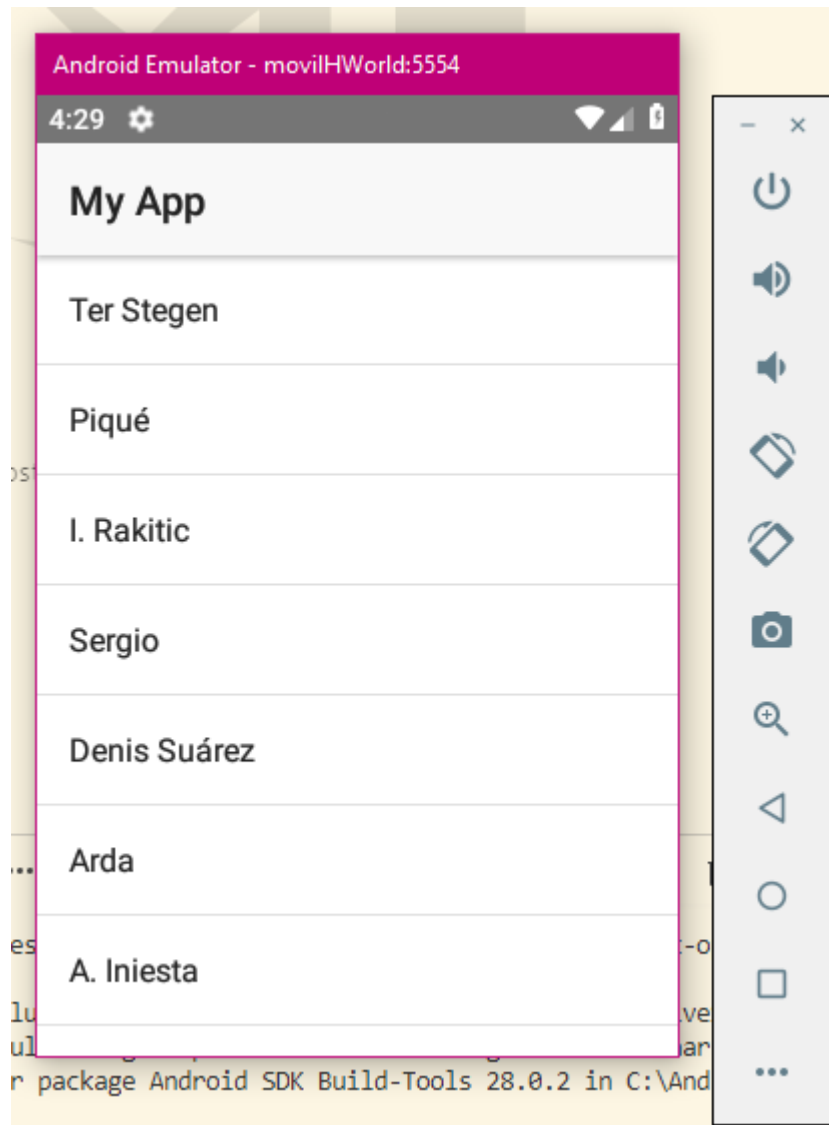 Android Emulator - movilHWorld:5554
4:29
My App
Ter Stegen
Piqué
I. Rakitic
Sergio
Denis Suárez
Arda
A. Iniesta
package Android SDK Build-Tools 28.0.2 in C:\And